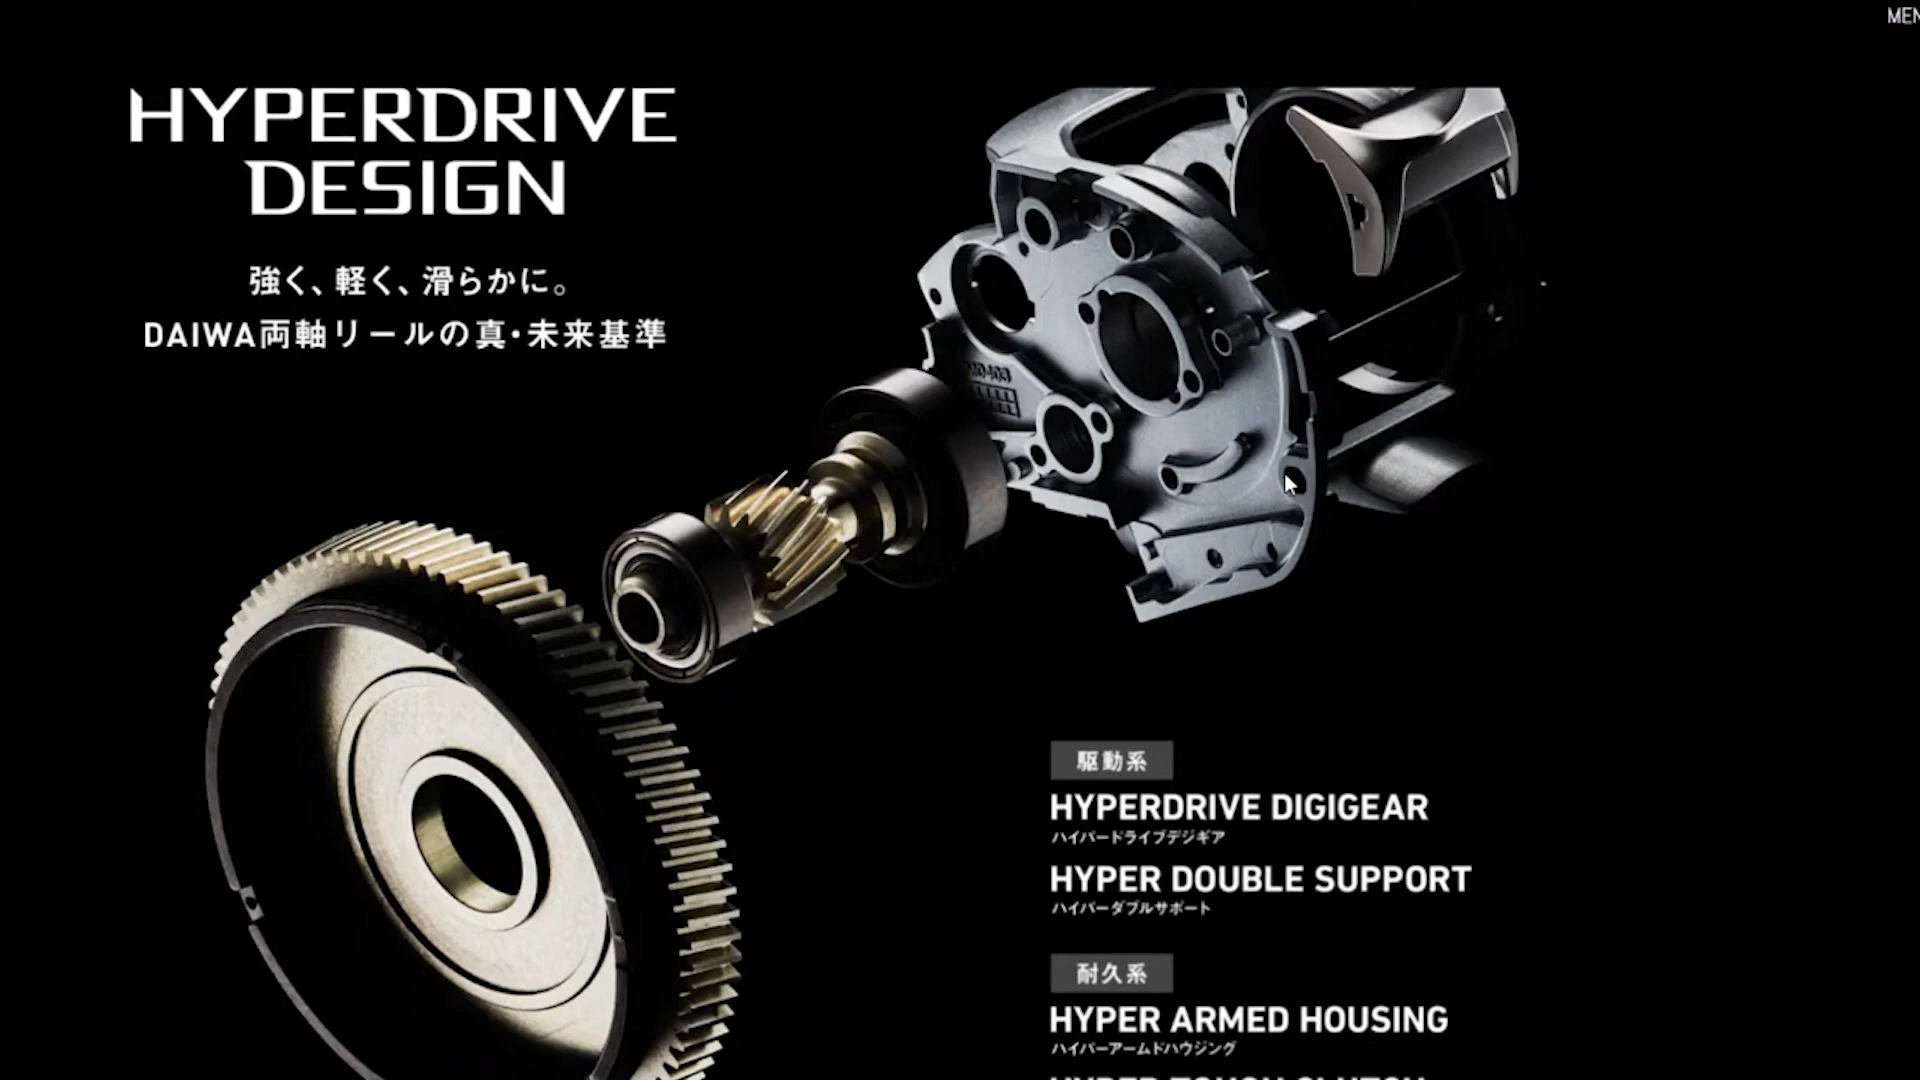 MEN
HYPERDRIVE
DESIGN
強く、軽く、滑らかに。
DAIWA両軸リールの真・未来基準
駆動系
HYPERDRIVE DIGIGEAR
ハイパードライブデジギア
HYPER DOUBLE SUPPORT
ハイパーダブルサポート
耐久系
HYPER ARMED HOUSING
ハイパーアームドハウジング
HYPER TOUGH CLUTCH